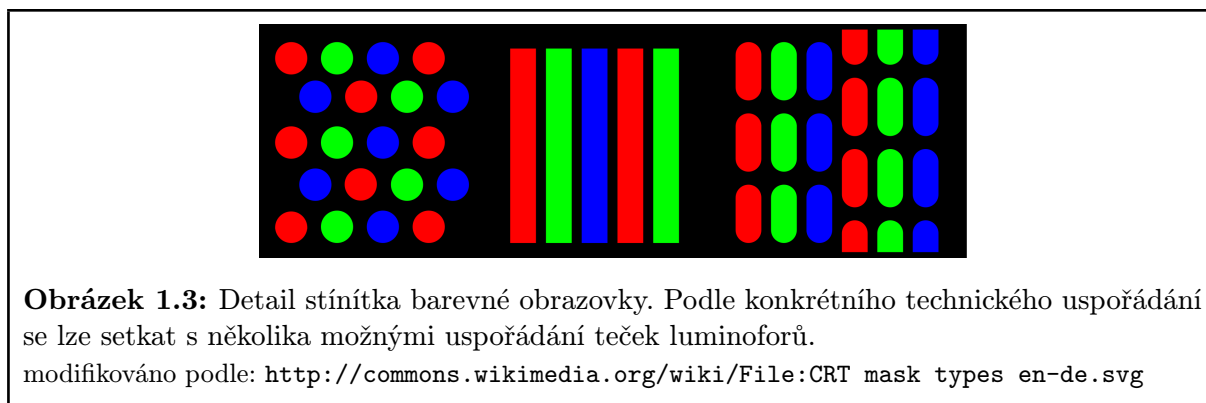 Obrázek 1.3: Detail stínítka barevné obrazovky. Podle konkrétního technického uspořádání
se lze setkat s několika možnými uspořádání teček luminoforů.
modifikováno podle: http://commons.wikimedia.org/wiki/File:CRT mask types en-de.svg